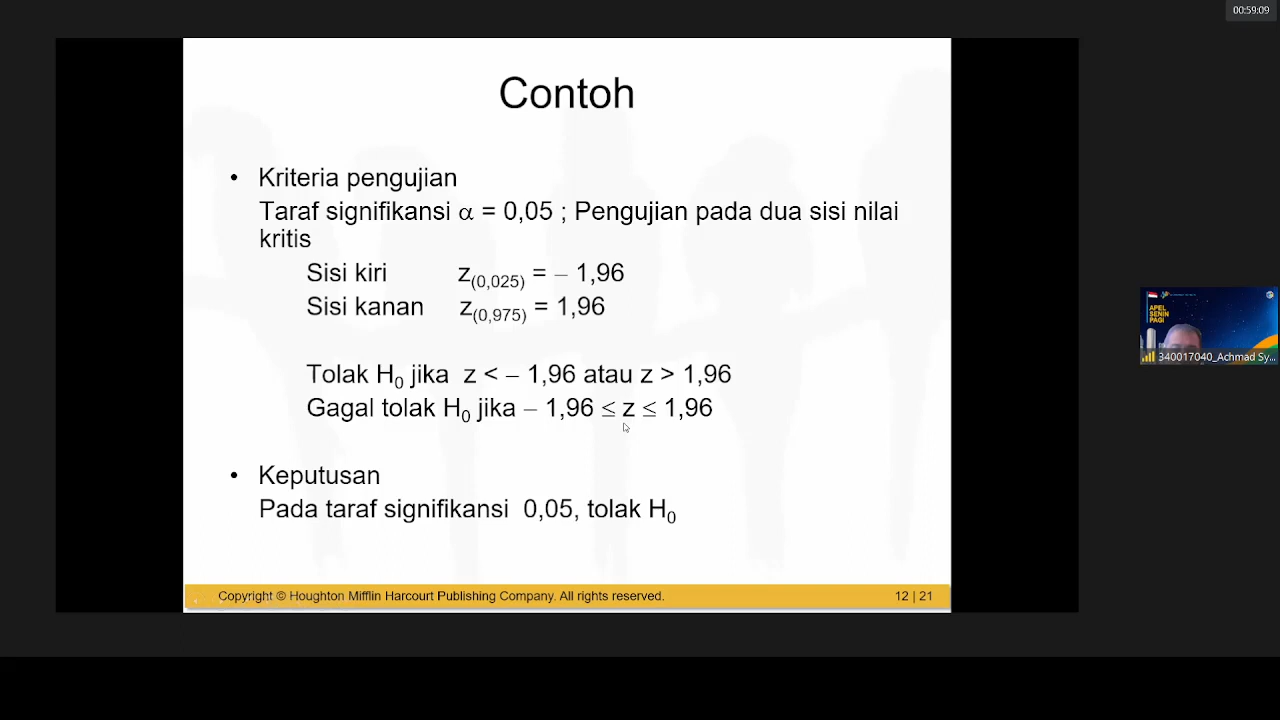 00:59:09
Contoh
• Kriteria pengujian
Taraf signifikansi α = 0,05 ; Pengujian pada dua sisi nilai
kritis
Sisi kiri z(0,025) = – 1,96
Sisi kanan z(0,975) = 1,96
Tolak H0 jika z < – 1,96 atau z > 1,96
Gagal tolak H0 jika – 1,96 ≤ z ≤ 1,96
• Keputusan
Pada taraf signifikansi 0,05, tolak H0
Copyright © Houghton Mifflin Harcourt Publishing Company. All rights reserved. 12 | 21
APEL
SENIN
PAGI
340017040_Achmad Sy...